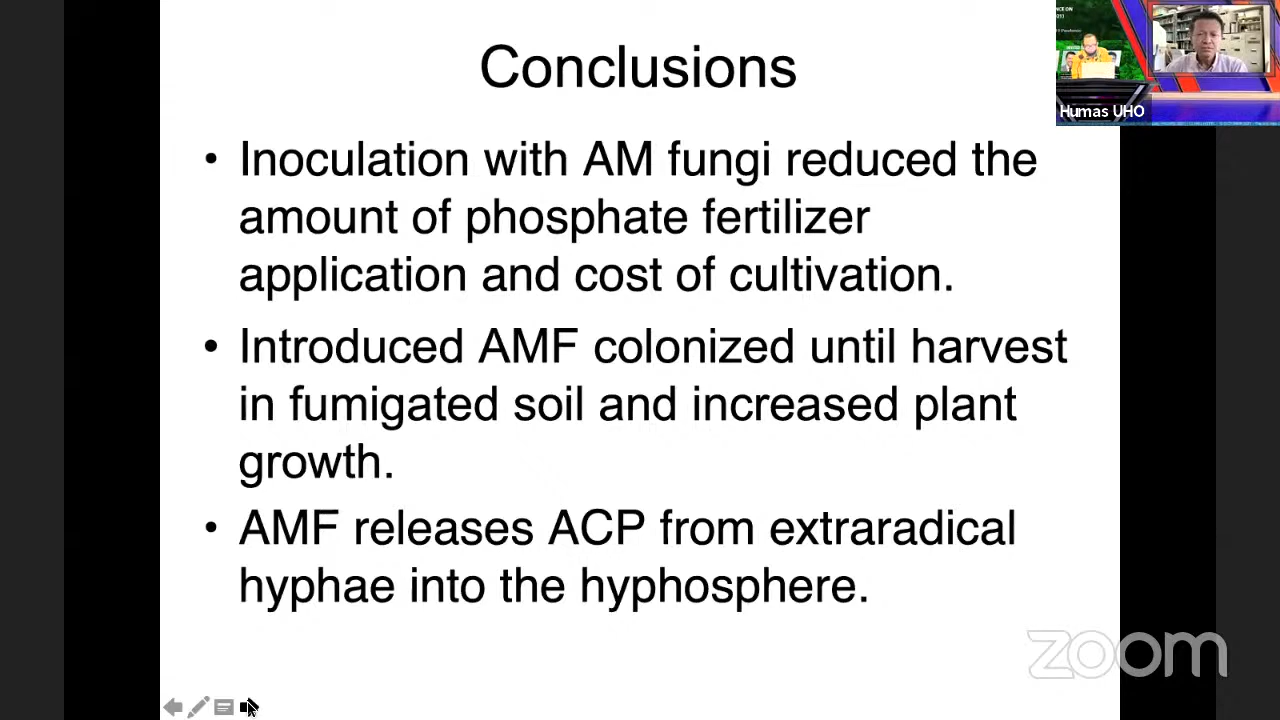 Conclusions
• Inoculation with AM fungi reduced the
amount of phosphate fertilizer
application and cost of cultivation.
• Introduced AMF colonized until harvest
in fumigated soil and increased plant
growth.
• AMF releases ACP from extraradical
hyphae into the hyphosphere.
Humas UHO
zoom